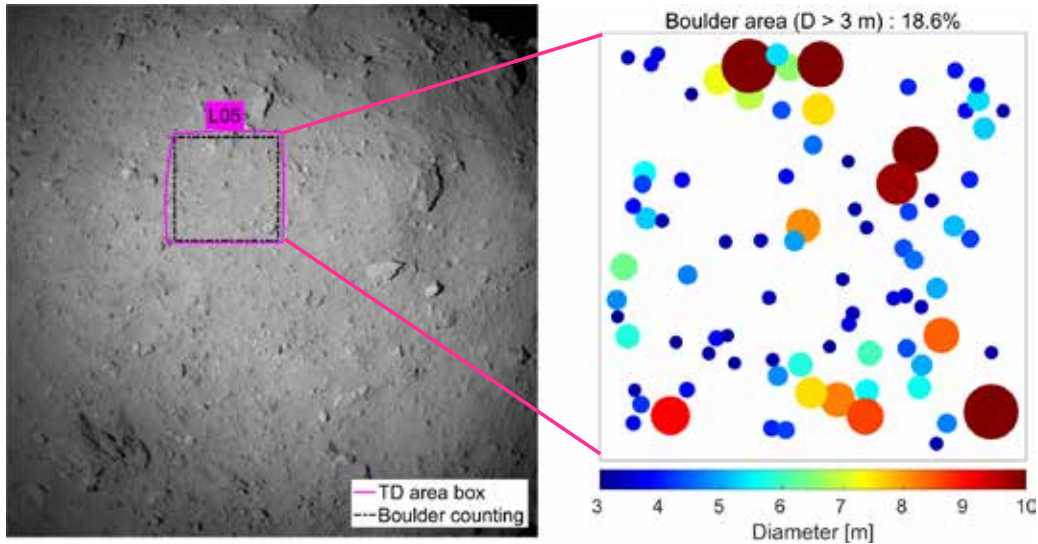 L05
TD area box
Boulder counting
Boulder area (D > 3 m) : 18.6%
3 4 5 6 7 8 9 10
Diameter [m]